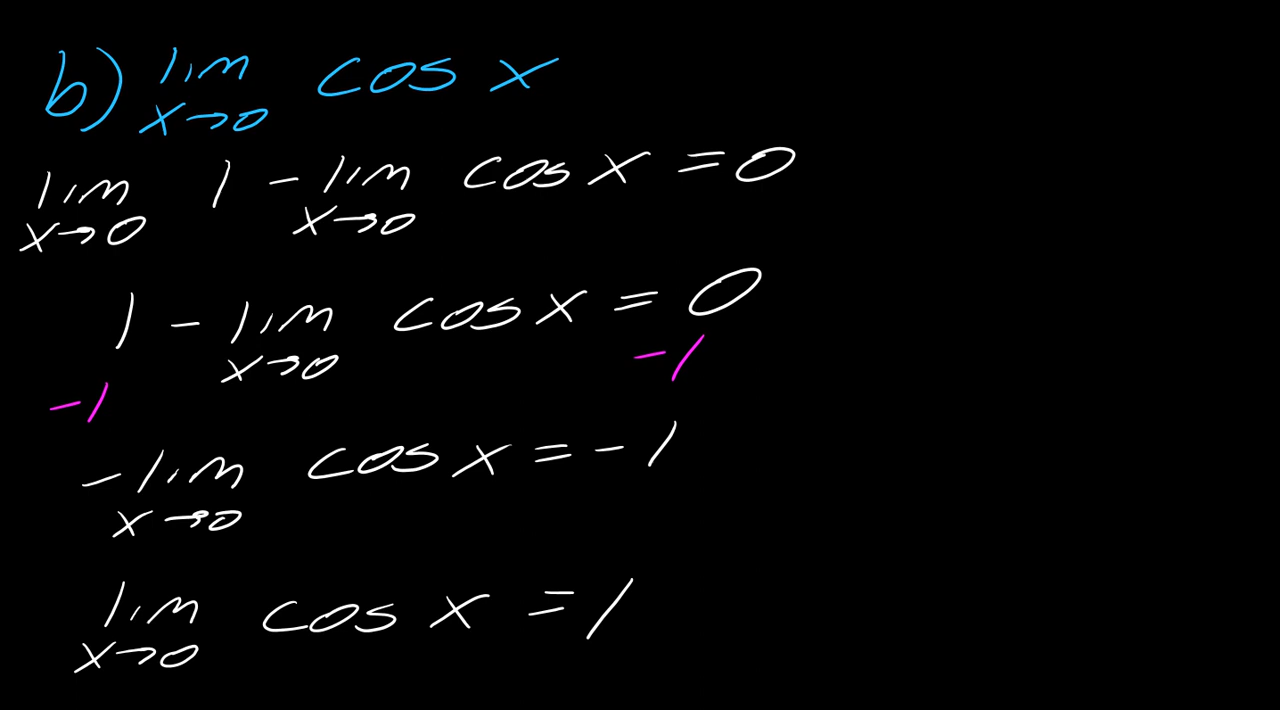 b) lim cos x
x→0
lim 1 - lim cos x = 0
x→0 x→0
1 - lim cos x = 0
x→0 -1
-1
- lim cos x = -1
x→0
lim cos x = 1
x→0